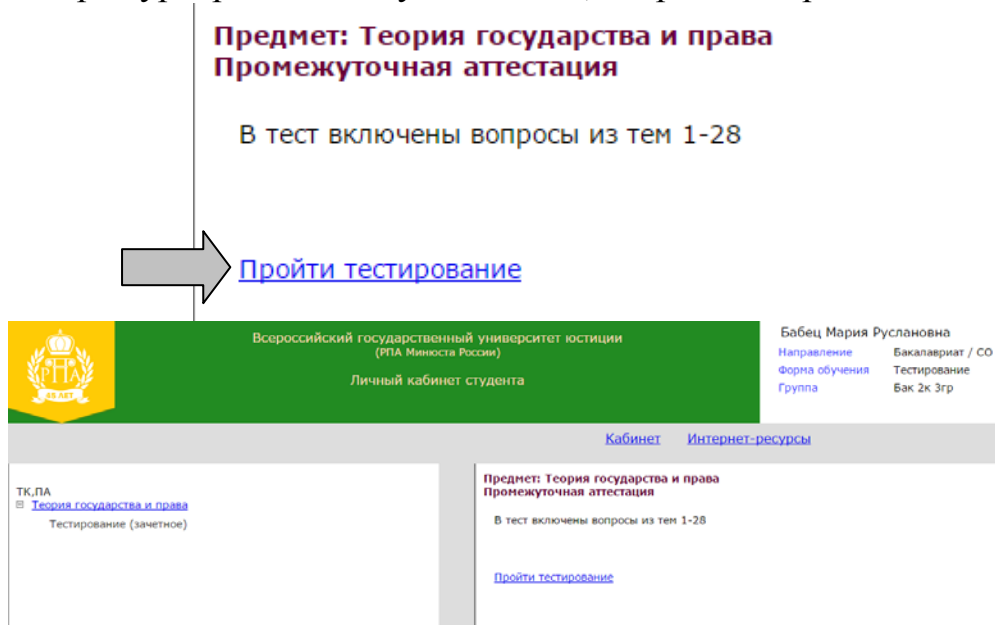 Предмет: Теория государства и права
Промежуточная аттестация
В тест включены вопросы из тем 1-28
Пройти тестирование
РПА
45 ЛЕТ
Всероссийский государственный университет юстиции
(РПА Минюста России)
Личный кабинет студента
Бабец Мария Руслановна
Направление Бакалавриат / СО
Форма обучения Тестирование
Группа Бак 2к 3гр
Кабинет Интернет-ресурсы
ТК,ПА
Теория государства и права
Тестирование (зачетное)
Предмет: Теория государства и права
Промежуточная аттестация
В тест включены вопросы из тем 1-28
Пройти тестирование